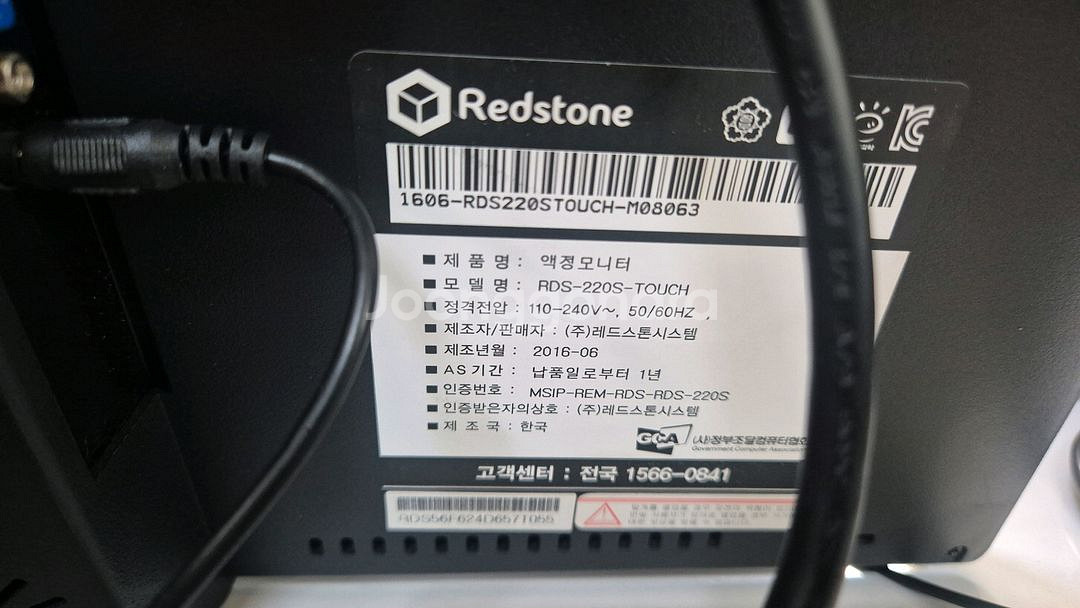 Redstone
1606-RDS220STOUCH-M08063
■ 제 품 명 : 액정모니터
■ 모 델 명 : RDS-220S-TOUCH
■ 정격전압 : 110-240V~, 50/60HZ
■ 제조자/판매자 : (주)레드스톤시스템
■ 제조년월 : 2016-06
■ AS기간 : 납품일로부터 1년
■ 인증번호 : MSIP-REM-RDS-RDS-220S
■ 인증받은자의상호 : (주)레드스톤시스템
■ 제 조 국 : 한국
GCA (사)정부조달컴퓨터협회
Government Computer Association
고객센터 : 전국 1566-0841